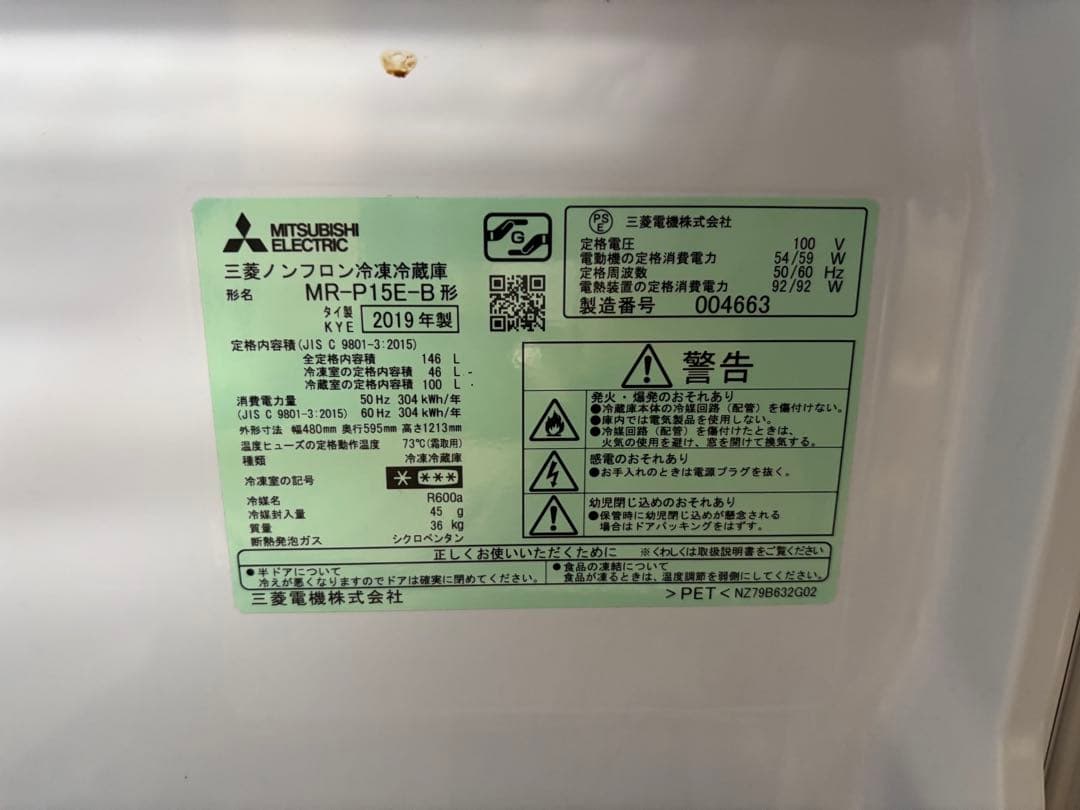 MITSUBISHI
ELECTRIC
G
三菱ノンフロン冷凍冷蔵庫
形名 MR-P15E-B 形
タイ製
KYE 2019 年製
定格内容積 (JIS C 9801-3:2015)
全定格内容積 146 L
冷凍室の定格内容積 46 L
冷蔵室の定格内容積 100 L
消費電力量 50 Hz 304 kWh/年
(JIS C 9801-3:2015) 60 Hz 304 kWh/年
外形寸法 幅480mm 奥行595mm 高さ1213mm
温度ヒューズの定格動作温度 73℃(霜取用)
種類 冷凍冷蔵庫
冷凍室の記号 * ***
冷媒名 R600a
冷媒封入量 45 g
質量 36 kg
断熱発泡ガス シクロペンタン
PSE 三菱電機株式会社
定格電圧 100 V
電動機の定格消費電力 54/59 W
定格周波数 50/60 Hz
電熱装置の定格消費電力 92/92 W
製造番号 004663
警告
発火・爆発のおそれあり
●冷蔵庫本体の冷媒回路（配管）を傷付けない。
●庫内では電気製品を使用しない。
●冷媒回路（配管）を傷付けたときは、
火気の使用を避け、窓を開けて換気する。
感電のおそれあり
●お手入れのときは電源プラグを抜く。
幼児閉じ込めのおそれあり
●保管時に幼児閉じ込めが懸念される
場合はドアパッキングをはずす。
正しくお使いいただくために ※くわしくは取扱説明書をご覧ください
●半ドアについて
冷えが悪くなりますのでドアは確実に閉めてください。
●食品の凍結について
食品が凍るときは、温度調節を弱側にしてください。
三菱電機株式会社 >PET< NZ79B632G02